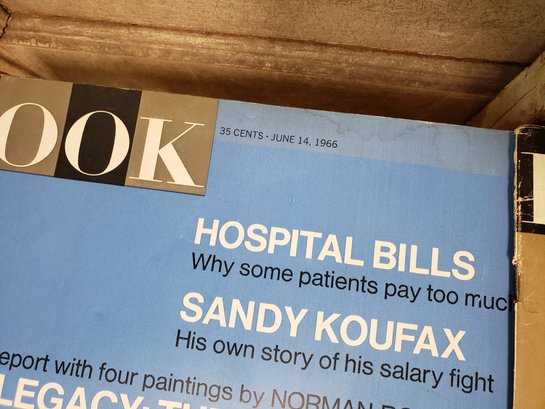 OOK
35 CENTS · JUNE 14, 1966
HOSPITAL BILLS
Why some patients pay too muc
SANDY KOUFAX
His own story of his salary fight
eport with four paintings by NORMAN
LEGACY: